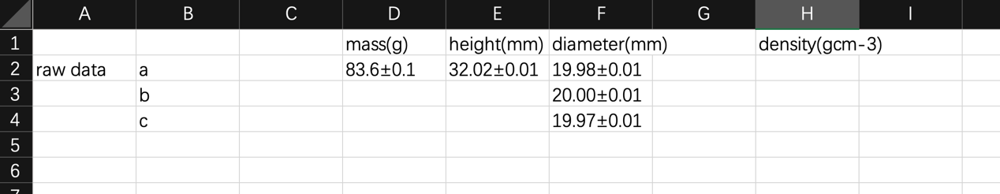 A B C D E F G H I
1 mass(g) height(mm) diameter(mm) density(gcm-3)
2 raw data a 83.6±0.1 32.02±0.01 19.98±0.01
3 b 20.00±0.01
4 c 19.97±0.01
5
6
7